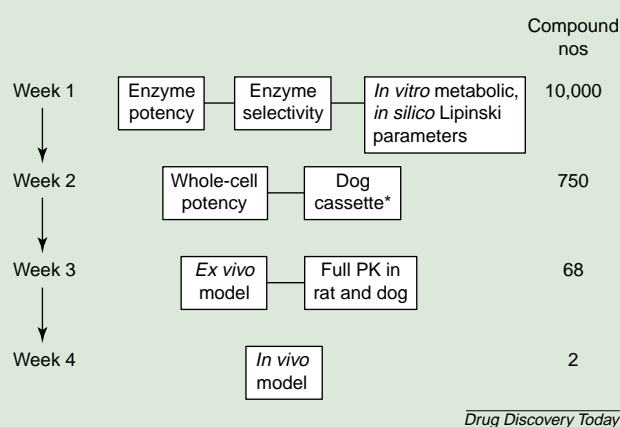 Compound
nos
Week 1
Enzyme
potency
Enzyme
selectivity
In vitro metabolic,
in silico Lipinski
parameters
10,000
Week 2
Whole-cell
potency
Dog
cassette*
750
Week 3
Ex vivo
model
Full PK in
rat and dog
68
Week 4
In vivo
model
2
Drug Discovery Today